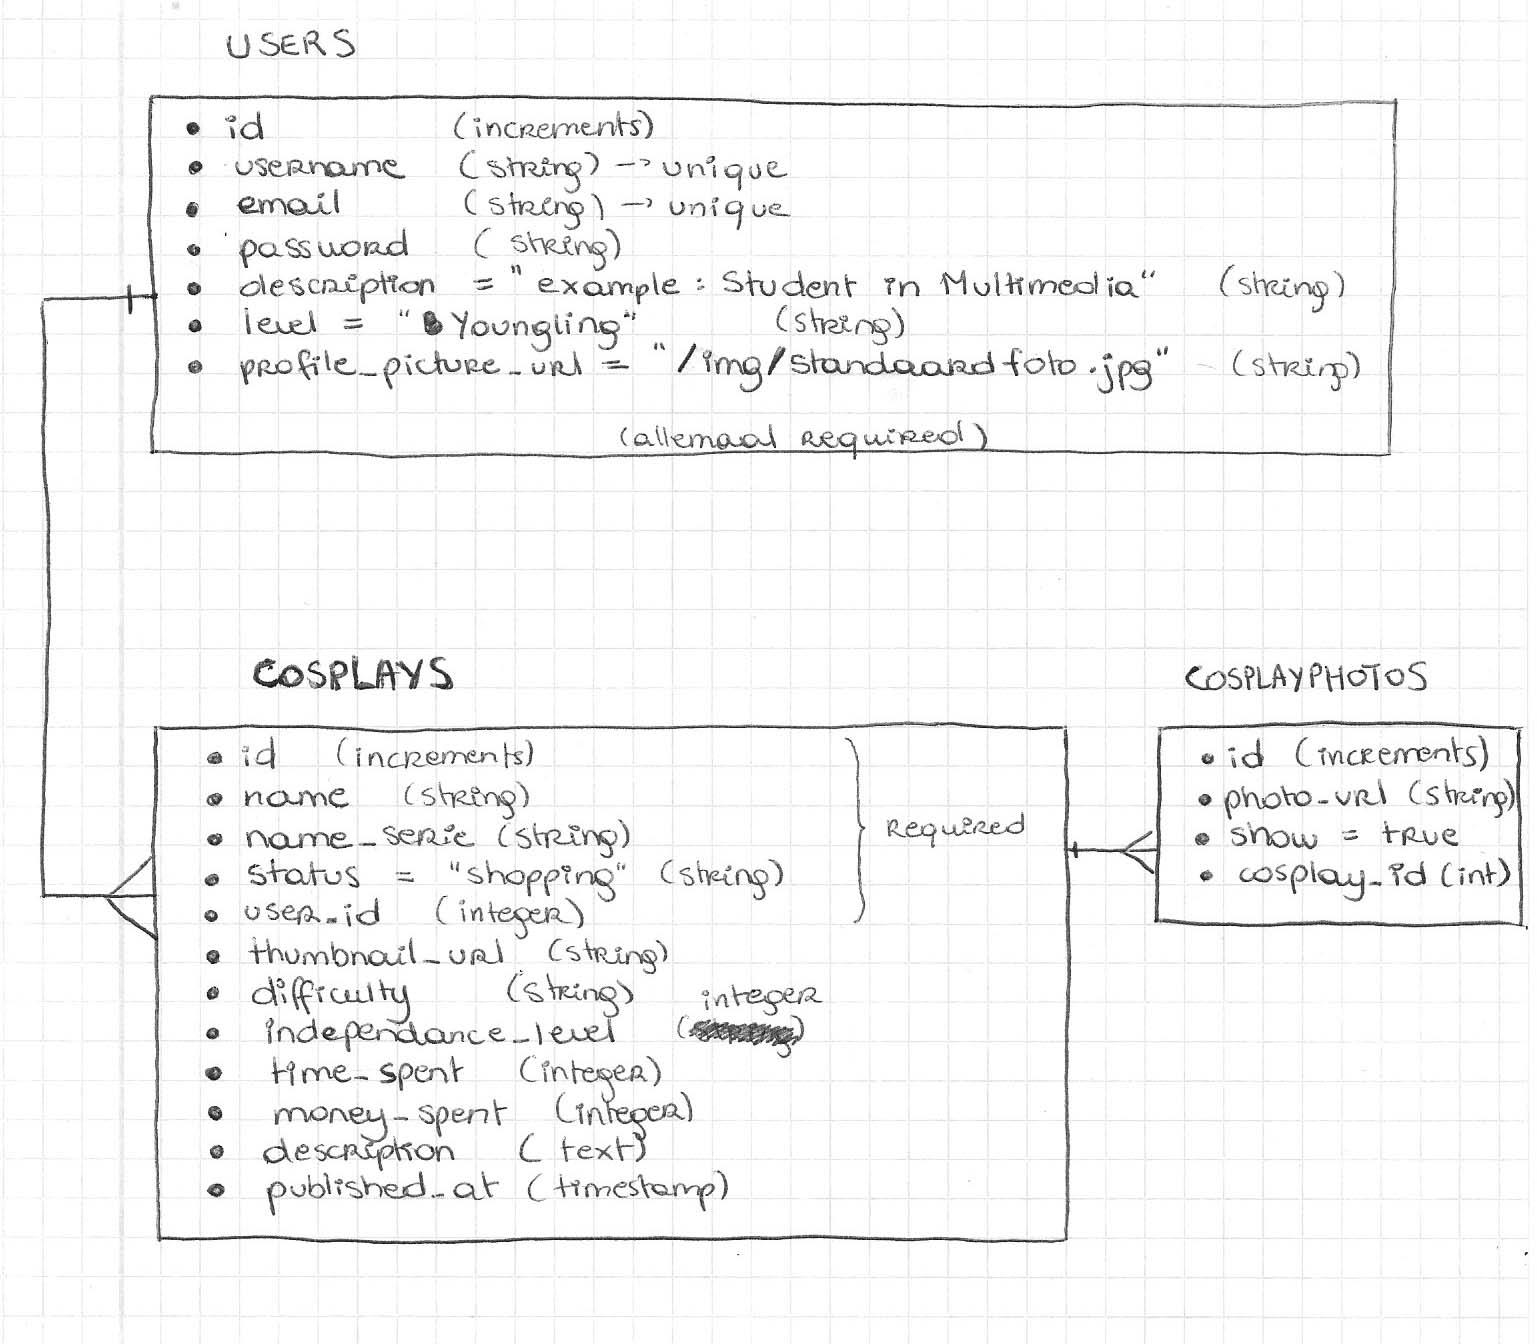 USERS
• id (increments)
• username (string) -> unique
• email (string) -> unique
• password (string)
• description = "example: Student in Multimedia" (string)
• level = "Youngling" (string)
• profile_picture_url = "/img/standaardfoto.jpg" (string)
(allemaal required)
COSPLAYS
• id (increments)
• name (string)
• name_serie (string)
• status = "shopping" (string)
• user_id (integer)
required
• thumbnail_url (string)
• difficulty (string)
integer
• independance_level ( )
• time_spent (integer)
• money_spent (integer)
• description (text)
• published_at (timestamp)
COSPLAYPHOTOS
• id (increments)
• photo_url (string)
• show = true
• cosplay_id (int)